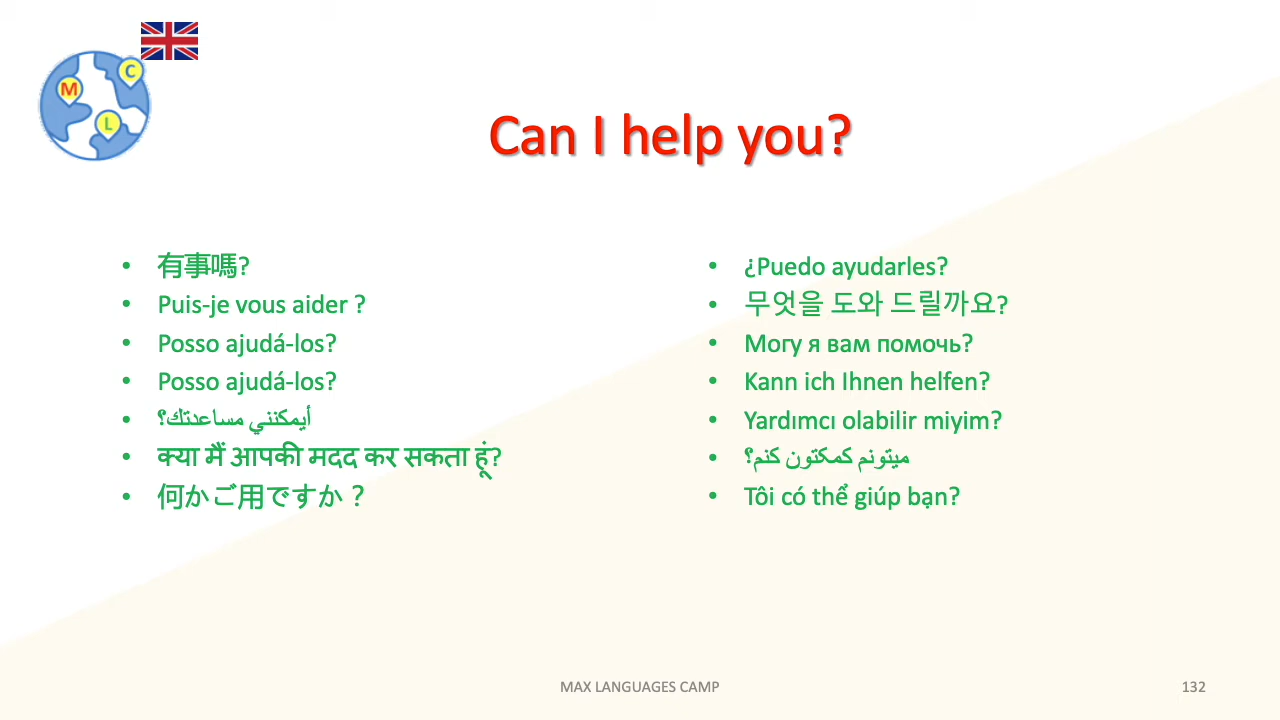 M
C
L
Can I help you?
• 有事嗎?
• Puis-je vous aider ?
• Posso ajudá-los?
• Posso ajudá-los?
• أيمكنني مساعدتك؟
• क्या मैं आपकी मदद कर सकता हूं?
• 何かご用ですか？
• ¿Puedo ayudarles?
• 무엇을 도와 드릴까요?
• Могу я вам помочь?
• Kann ich Ihnen helfen?
• Yardımcı olabilir miyim?
• میتونم کمکتون کنم؟
• Tôi có thể giúp bạn?
MAX LANGUAGES CAMP
132